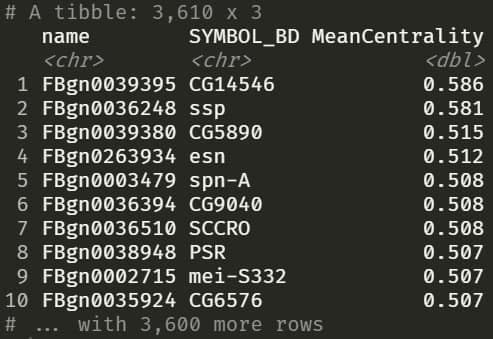 # A tibble: 3,610 x 3
name SYMBOL_BD MeanCentrality
<chr> <chr> <dbl>
1 FBgn0039395 CG14546 0.586
2 FBgn0036248 ssp 0.581
3 FBgn0039380 CG5890 0.515
4 FBgn0263934 esn 0.512
5 FBgn0003479 spn-A 0.508
6 FBgn0036394 CG9040 0.508
7 FBgn0036510 SCCRO 0.508
8 FBgn0038948 PSR 0.507
9 FBgn0002715 mei-S332 0.507
10 FBgn0035924 CG6576 0.507
# ... with 3,600 more rows